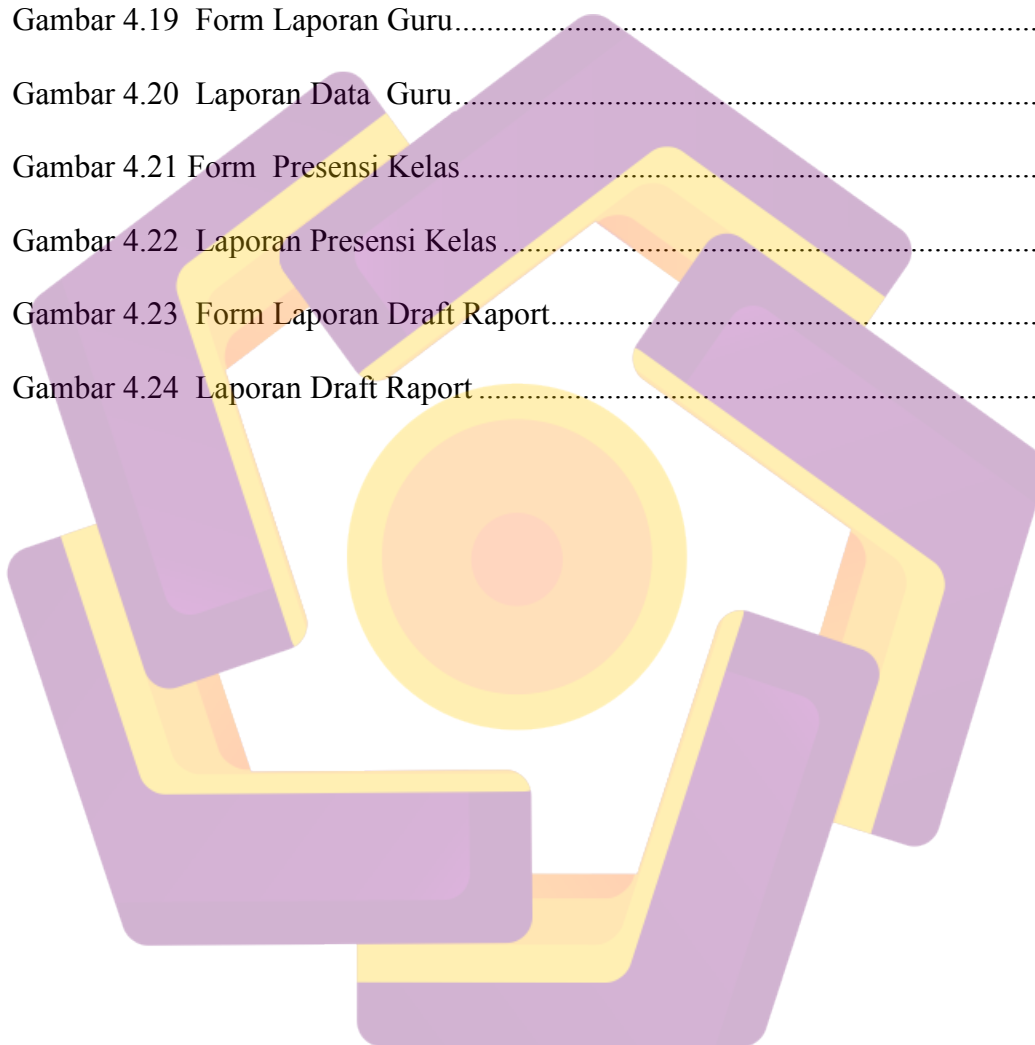 Gambar 4.19  Form Laporan Guru.......................................................................
Gambar 4.20  Laporan Data  Guru.......................................................................
Gambar 4.21 Form  Presensi Kelas......................................................................
Gambar 4.22  Laporan Presensi Kelas .................................................................
Gambar 4.23  Form Laporan Draft Raport...........................................................
Gambar 4.24  Laporan Draft Raport ....................................................................